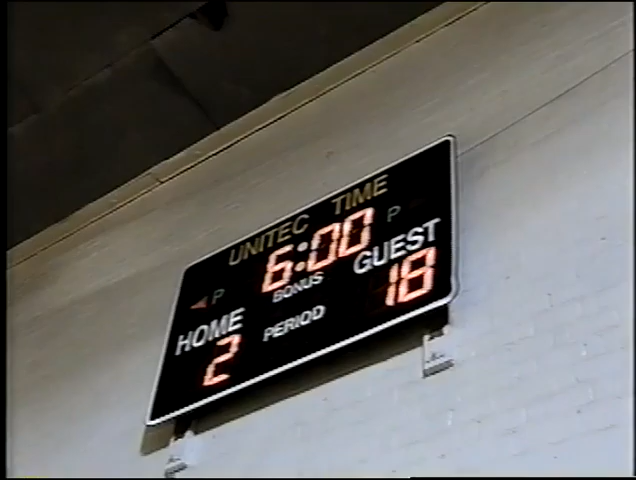 UNITEC TIME
6:00 P
P BONUS GUEST
HOME PERIOD 18
2